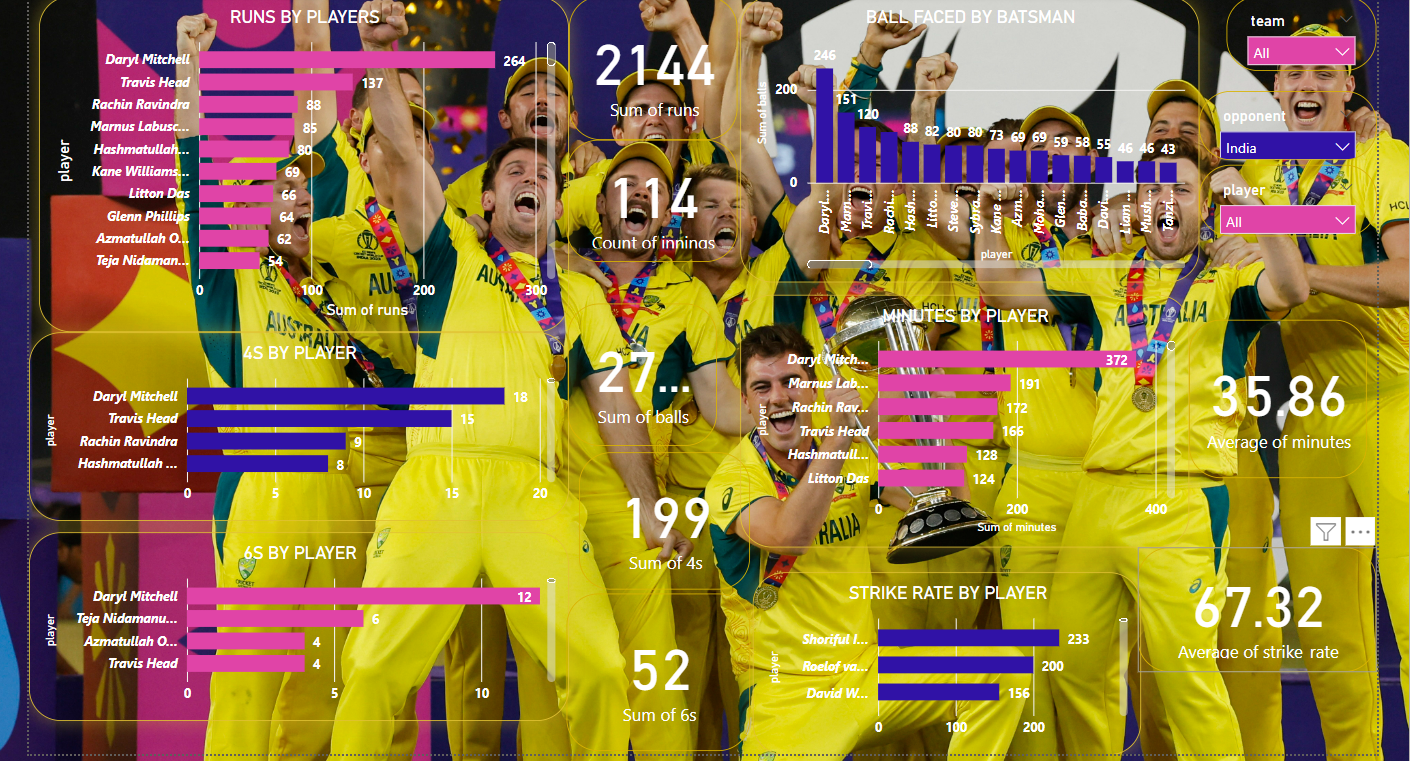 RUNS BY PLAYERS
player
Daryl Mitchell 264
Travis Head 137
Rachin Ravindra 88
Marnus Labusc... 85
Hashmatullah... 80
Kane Williams... 69
Litton Das 66
Glenn Phillips 64
Azmatullah O... 62
Teja Nidaman... 54
0 100 200 300
Sum of runs
4S BY PLAYER
player
Daryl Mitchell 18
Travis Head 15
Rachin Ravindra 9
Hashmatullah ... 8
0 5 10 15 20
6S BY PLAYER
player
Daryl Mitchell 12
Teja Nidamanu... 6
Azmatullah O... 4
Travis Head 4
0 5 10
2144
Sum of runs
114
Count of innings
27...
Sum of balls
199
Sum of 4s
52
Sum of 6s
BALL FACED BY BATSMAN
Sum of balls
200
0
246 151 120 88 82 80 80 73 69 69 59 58 55 46 46 43
Daryl... Marn... Travi... Rachi... Hash... Litto... Steve... Kane ... Azm... Moha... Glen... Baba... Davi... Liam ... Mush... Tanzi...
player
MINUTES BY PLAYER
player
Daryl Mitch... 372
Marnus Lab... 191
Rachin Rav... 172
Travis Head 166
Hashmatull... 128
Litton Das 124
0 200 400
Sum of minutes
STRIKE RATE BY PLAYER
player
Shoriful I... 233
Roelof va... 200
David W... 156
0 100 200
team
All
opponent
India
player
All
35.86
Average of minutes
67.32
Average of strike rate
AUSTRALIA
AUSTRALIA
HCL